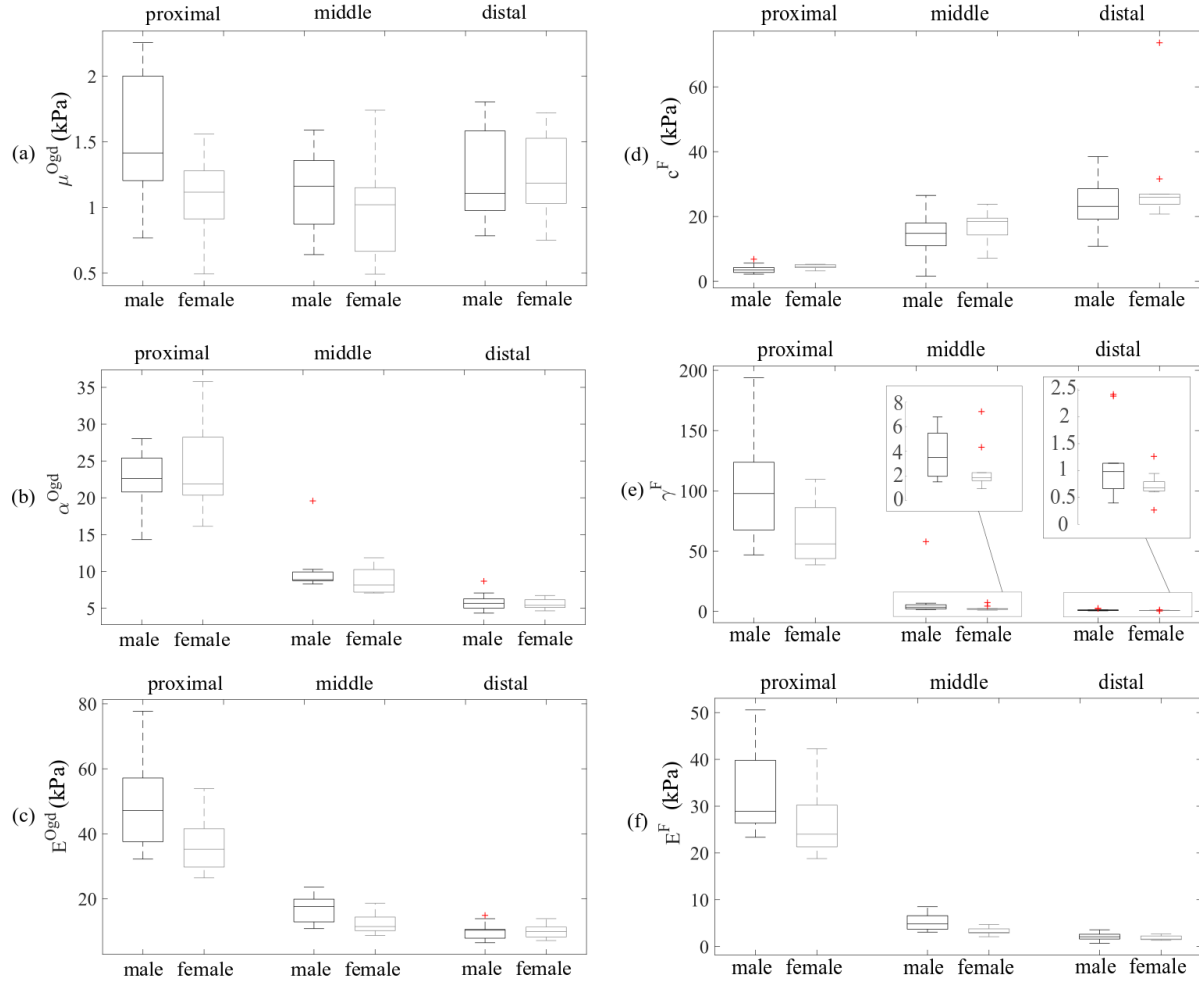 proximal middle distal
2
1.5
1
0.5
(a) μ^Ogd (kPa)
male female male female male female
proximal middle distal
35
30
25
20
15
10
5
(b) α^Ogd
male female male female male female
proximal middle distal
80
60
40
20
(c) E^Ogd (kPa)
male female male female male female
proximal middle distal
60
40
20
0
(d) c^F (kPa)
male female male female male female
proximal middle distal
200
150
100
50
0
(e) γ^F
8
6
4
2
0
2.5
2
1.5
1
0.5
0
male female male female male female
proximal middle distal
50
40
30
20
10
0
(f) E^F (kPa)
male female male female male female